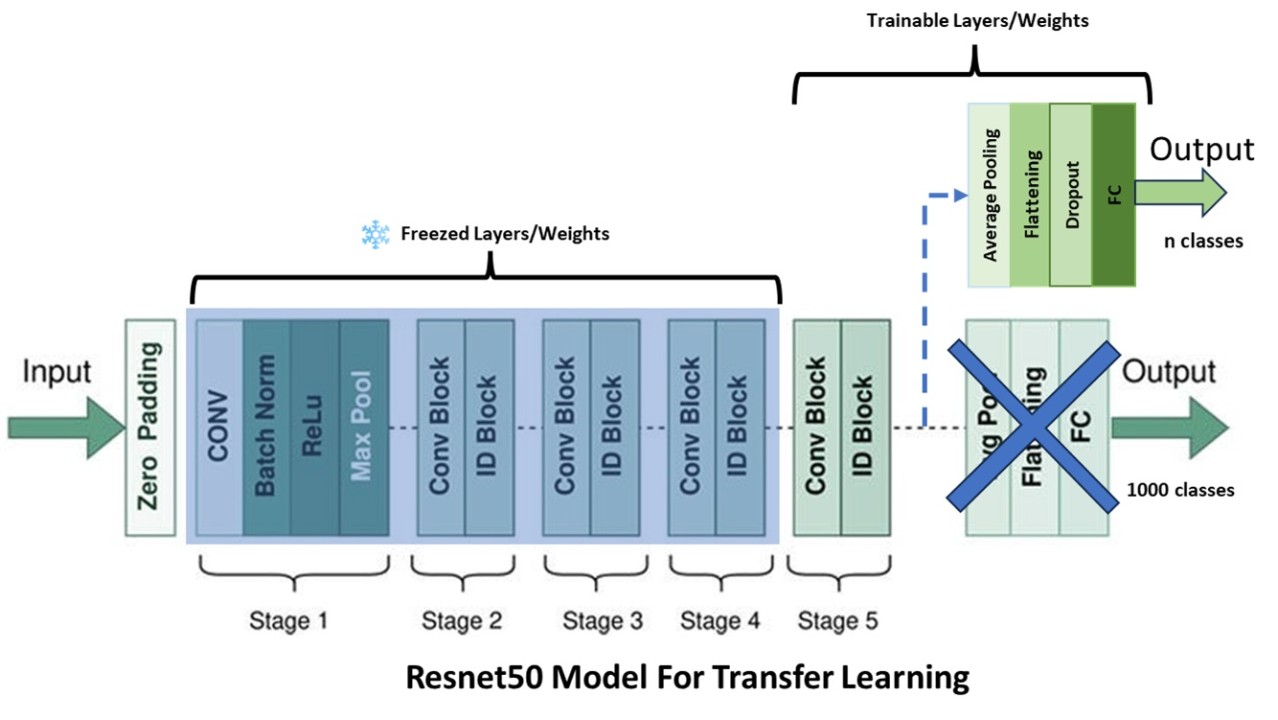 Trainable Layers/Weights
Average Pooling
Flattening
Dropout
FC
Output
n classes
Freezed Layers/Weights
Input
Zero Padding
CONV
Batch Norm
ReLu
Max Pool
Conv Block
ID Block
Conv Block
ID Block
Conv Block
ID Block
Conv Block
ID Block
FC
Output
1000 classes
Stage 1
Stage 2
Stage 3
Stage 4
Stage 5
Resnet50 Model For Transfer Learning